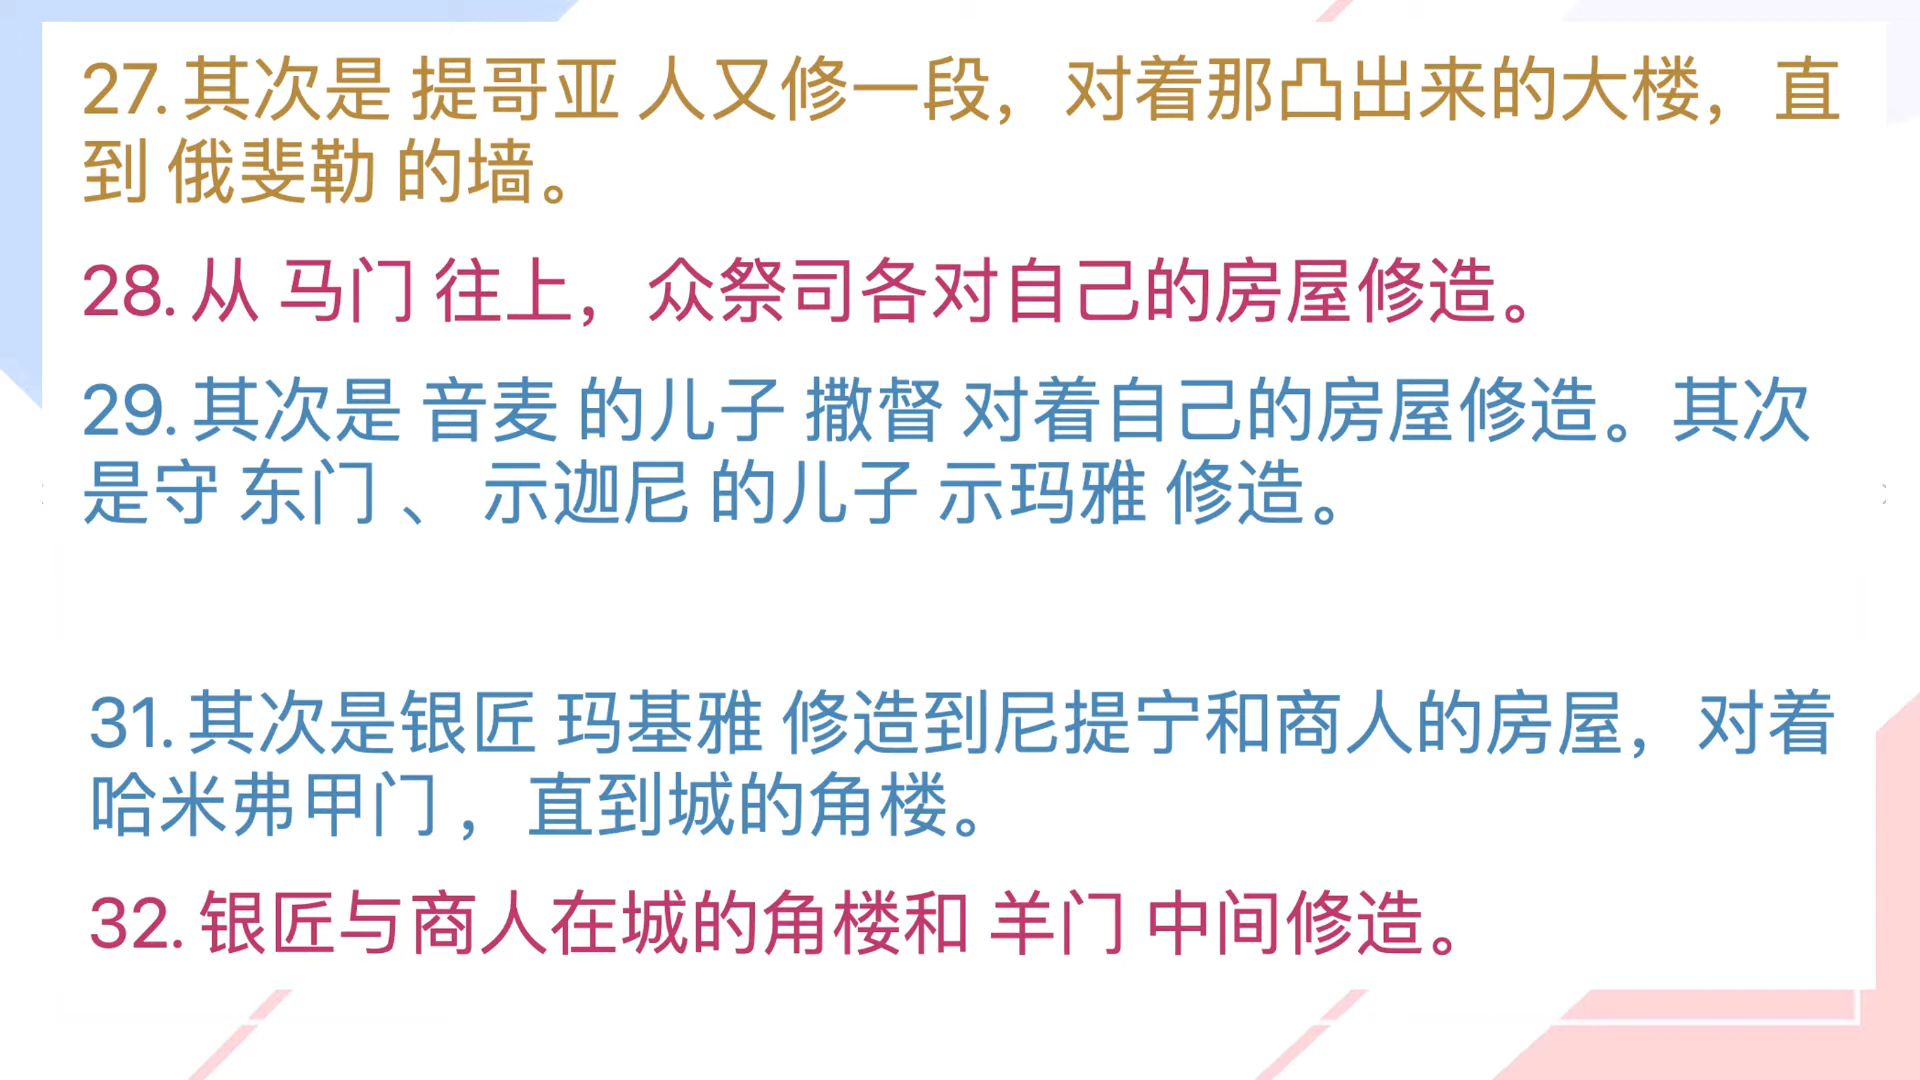 27. 其次是 提哥亚 人又修一段，对着那凸出来的大楼，直
到 俄斐勒 的墙。
28. 从 马门 往上，众祭司各对自己的房屋修造。
29. 其次是 音麦 的儿子 撒督 对着自己的房屋修造。其次
是守 东门 、 示迦尼 的儿子 示玛雅 修造。
31. 其次是银匠 玛基雅 修造到尼提宁和商人的房屋，对着
哈米弗甲门 ，直到城的角楼。
32. 银匠与商人在城的角楼和 羊门 中间修造。